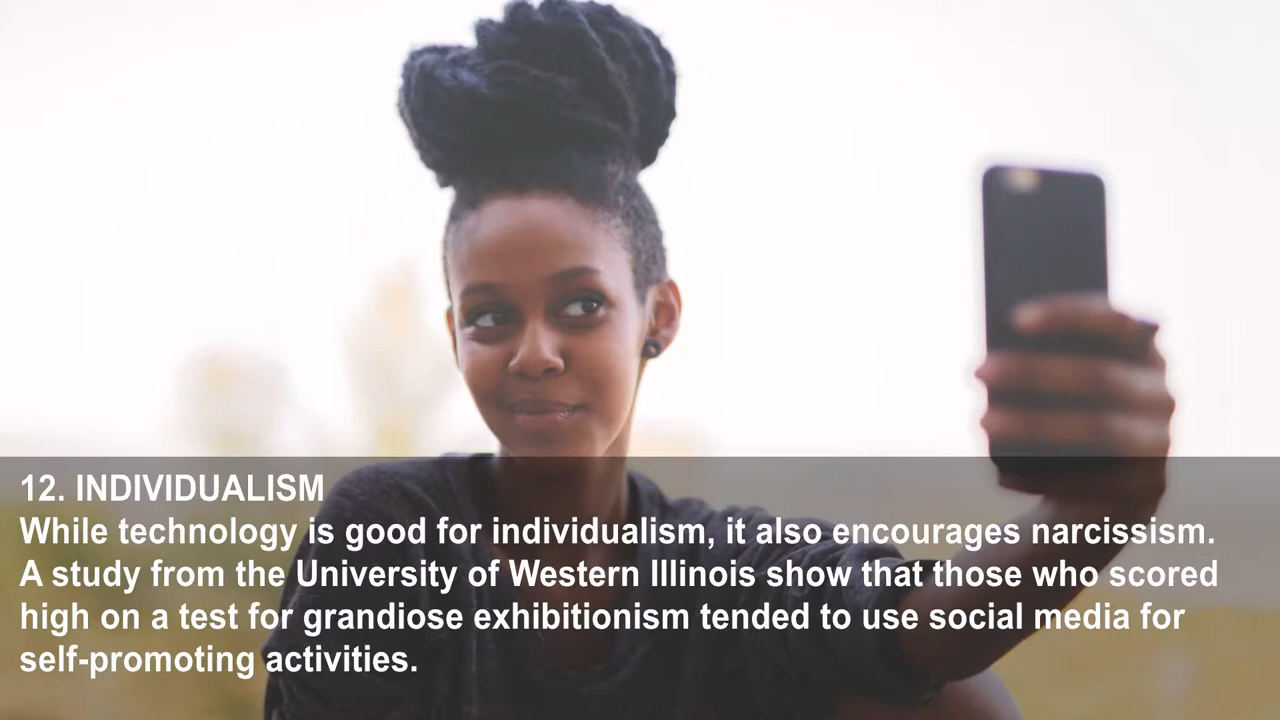 12. INDIVIDUALISM
While technology is good for individualism, it also encourages narcissism.
A study from the University of Western Illinois show that those who scored
high on a test for grandiose exhibitionism tended to use social media for
self-promoting activities.